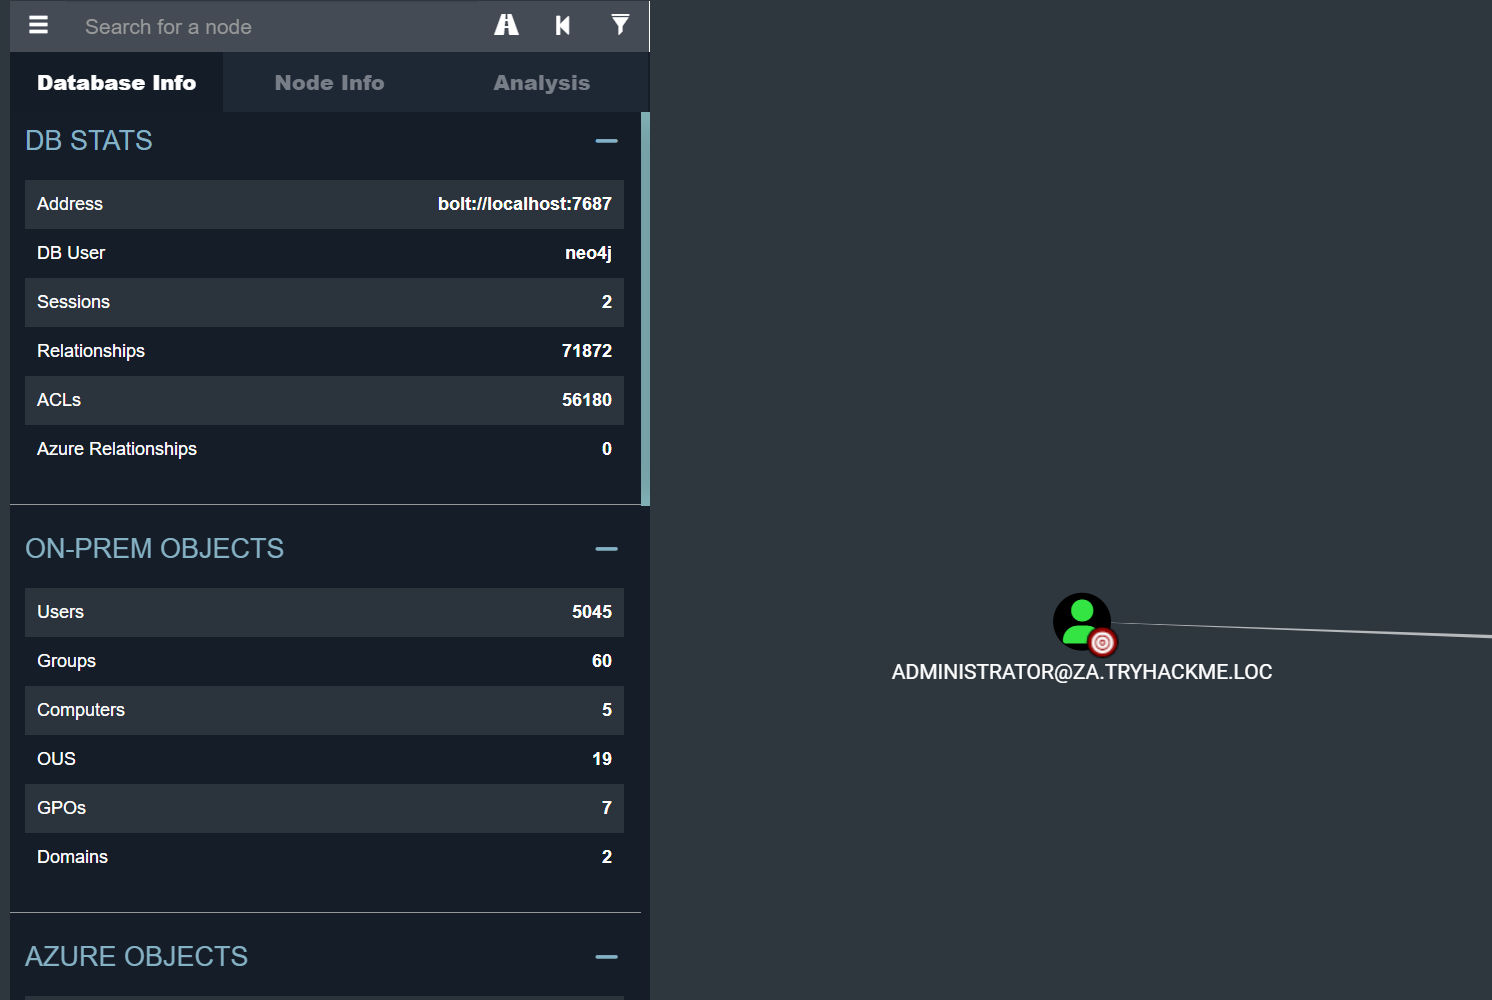 Search for a node
Database Info Node Info Analysis
DB STATS
Address bolt://localhost:7687
DB User neo4j
Sessions 2
Relationships 71872
ACLs 56180
Azure Relationships 0
ON-PREM OBJECTS
Users 5045
Groups 60
Computers 5
OUS 19
GPOs 7
Domains 2
AZURE OBJECTS
ADMINISTRATOR@ZA.TRYHACKME.LOC